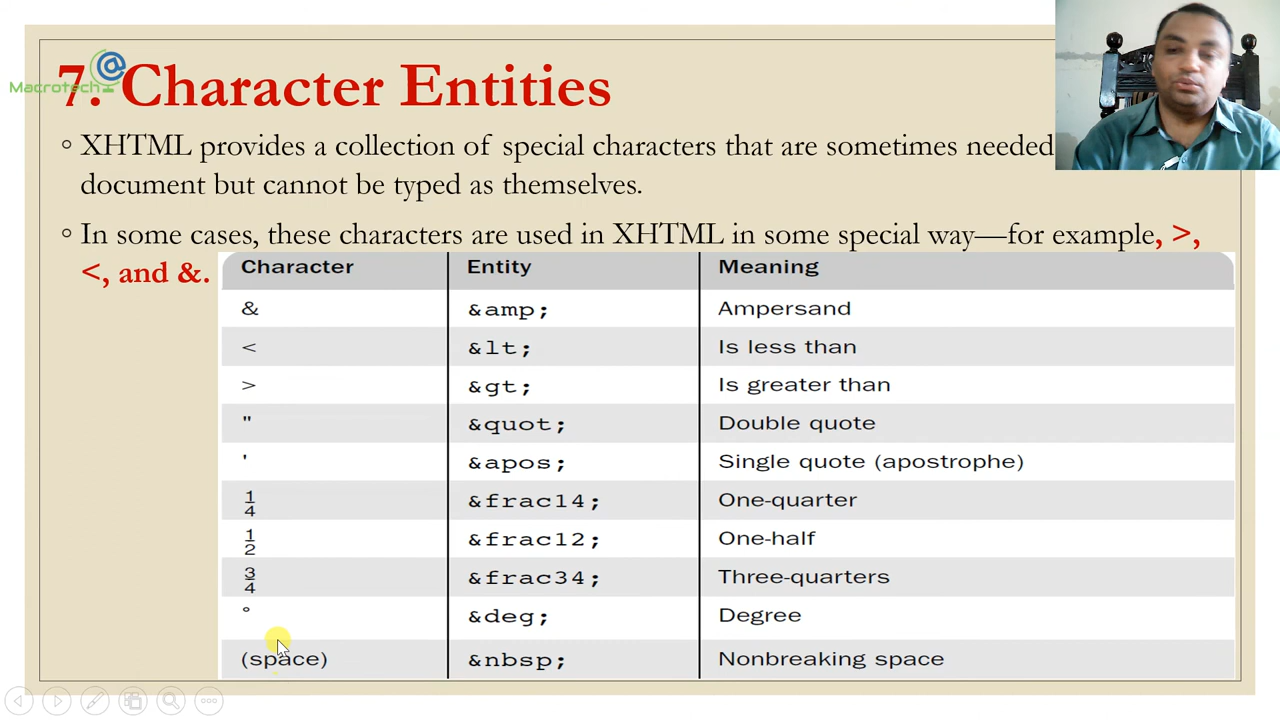 7. Character Entities
Macrotech
◦ XHTML provides a collection of special characters that are sometimes needed
document but cannot be typed as themselves.
◦ In some cases, these characters are used in XHTML in some special way—for example, >,
<, and &.
Character Entity Meaning
& &amp; Ampersand
< &lt; Is less than
> &gt; Is greater than
" &quot; Double quote
' &apos; Single quote (apostrophe)
1/4 &frac14; One-quarter
1/2 &frac12; One-half
3/4 &frac34; Three-quarters
° &deg; Degree
(space) &nbsp; Nonbreaking space